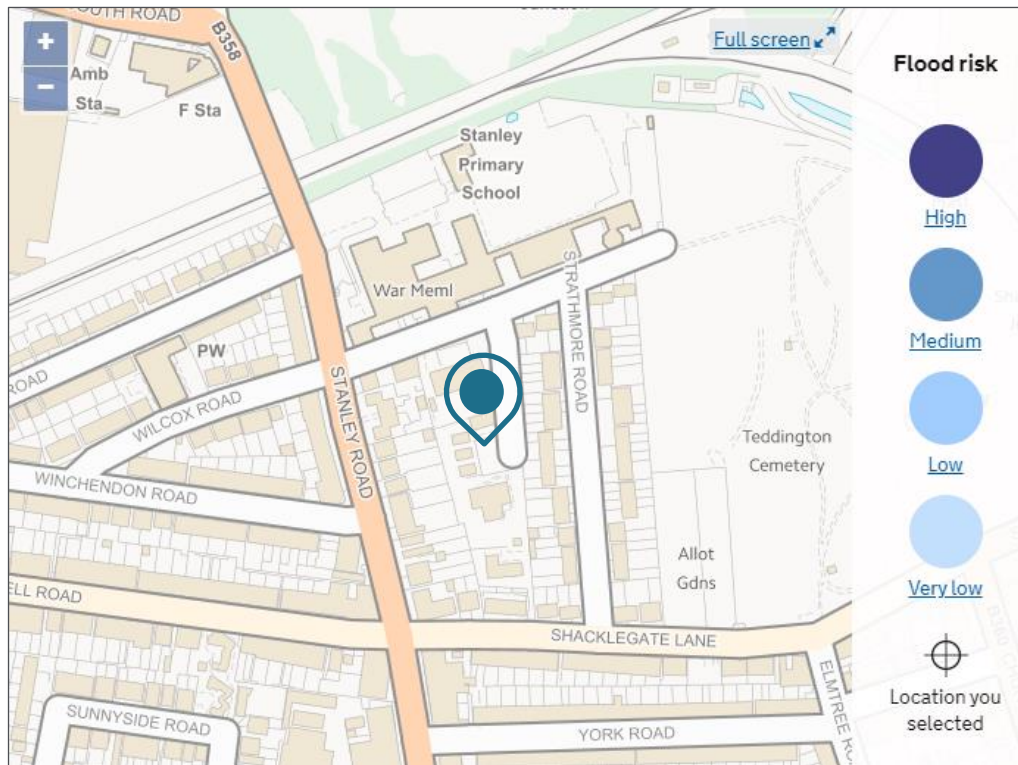 OUTH ROAD
B358
Full screen
Amb
Sta
F Sta
Stanley
Primary
School
War Meml
STRATHMORE ROAD
PW
ROAD
WILCOX ROAD
STANLEY ROAD
WINCHENDON ROAD
Teddington
Cemetery
Allot
Gdns
ELL ROAD
SHACKLEGATE LANE
ELMTREE RO
SUNNYSIDE ROAD
YORK ROAD
+
−
Flood risk
High
Medium
Low
Very low
Location you
selected